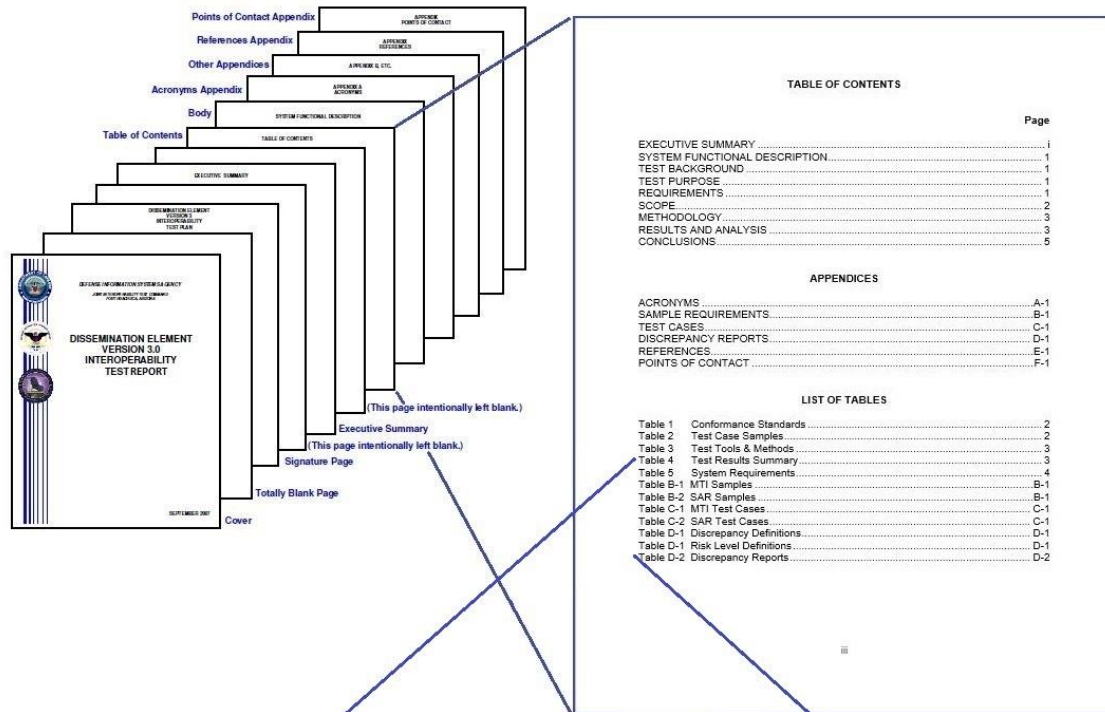 Points of Contact Appendix
APPENDIX
POINTS OF CONTACT
References Appendix
APPENDIX
REFERENCES
Other Appendices
APPENDIX B, ETC.
Acronyms Appendix
APPENDIX A
ACRONYMS
Body
SYSTEM FUNCTIONAL DESCRIPTION
Table of Contents
TABLE OF CONTENTS
EXECUTIVE SUMMARY
DISSEMINATION ELEMENT
VERSION 3
INTEROPERABILITY
TEST PLAN
DEFENSE INFORMATION SYSTEMS AGENCY
JOINT INTEROPERABILITY TEST COMMAND
FORT HUACHUCA, ARIZONA
DISSEMINATION ELEMENT
VERSION 3.0
INTEROPERABILITY
TEST REPORT
SEPTEMBER 2007
(This page intentionally left blank.)
Executive Summary
(This page intentionally left blank.)
Signature Page
Totally Blank Page
Cover
TABLE OF CONTENTS
Page
EXECUTIVE SUMMARY i
SYSTEM FUNCTIONAL DESCRIPTION 1
TEST BACKGROUND 1
TEST PURPOSE 1
REQUIREMENTS 1
SCOPE 2
METHODOLOGY 3
RESULTS AND ANALYSIS 3
CONCLUSIONS 5
APPENDICES
ACRONYMS A-1
SAMPLE REQUIREMENTS B-1
TEST CASES C-1
DISCREPANCY REPORTS D-1
REFERENCES E-1
POINTS OF CONTACT F-1
LIST OF TABLES
Table 1 Conformance Standards 2
Table 2 Test Case Samples 2
Table 3 Test Tools & Methods 3
Table 4 Test Results Summary 3
Table 5 System Requirements 4
Table B-1 MTI Samples B-1
Table B-2 SAR Samples B-1
Table C-1 MTI Test Cases C-1
Table C-2 SAR Test Cases C-1
Table D-1 Discrepancy Definitions D-1
Table D-1 Risk Level Definitions D-1
Table D-2 Discrepancy Reports D-2
iii